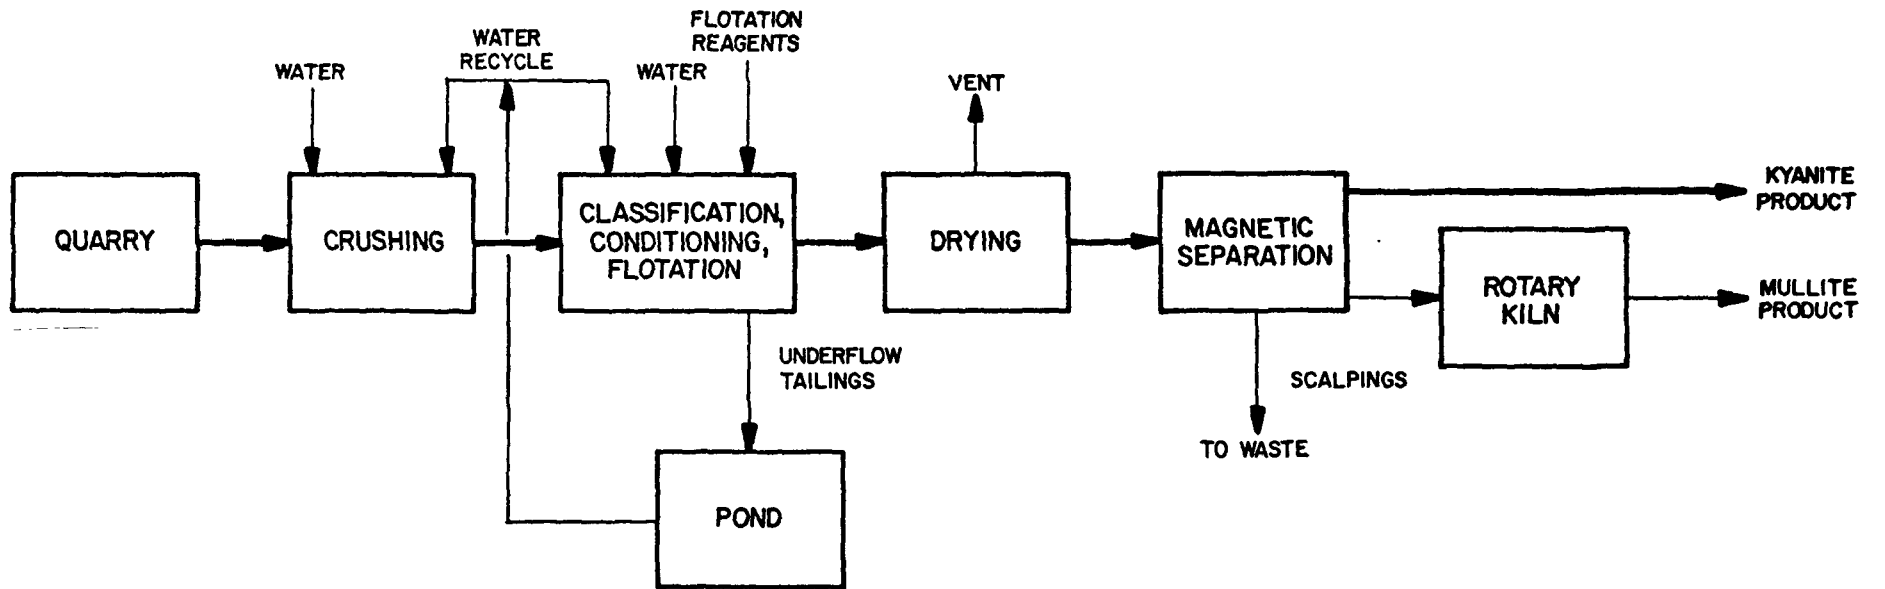 FLOTATION
REAGENTS
WATER
RECYCLE
WATER
WATER
VENT
QUARRY
CRUSHING
CLASSIFICATION,
CONDITIONING,
FLOTATION
DRYING
MAGNETIC
SEPARATION
KYANITE
PRODUCT
ROTARY
KILN
MULLITE
PRODUCT
UNDERFLOW
TAILINGS
SCALPINGS
TO WASTE
POND